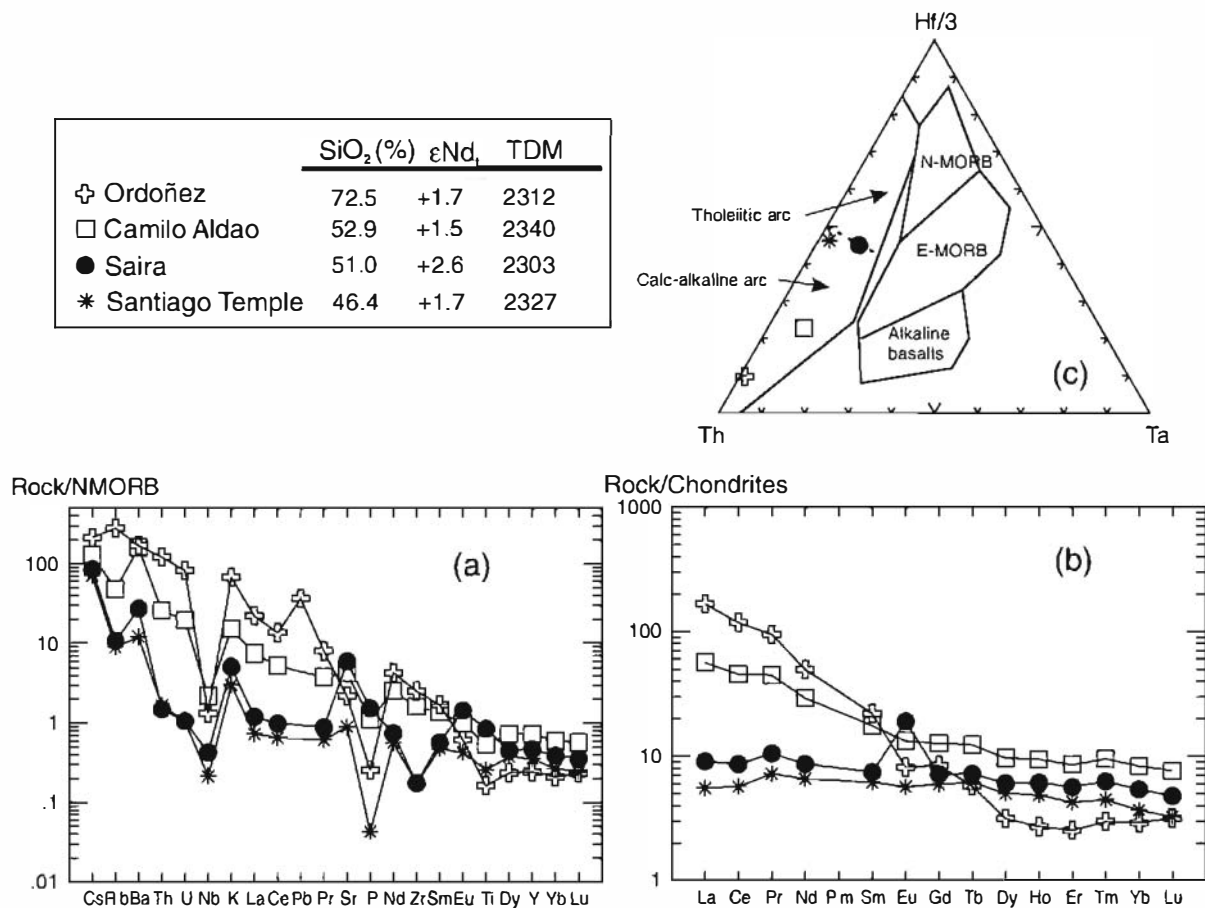 SiO₂(%) εNdₜ TDM
Ordoñez 72.5 +1.7 2312
Camilo Aldao 52.9 +1.5 2340
Saira 51.0 +2.6 2303
Santiago Temple 46.4 +1.7 2327
Hf/3
N-MORB
Tholeiitic arc
E-MORB
Calc-alkaline arc
Alkaline
basalts
(c)
Th
Ta
Rock/NMORB
(a)
100
10
1
.1
.01
Cs Rb Ba Th U Nb K La Ce Pb Pr Sr P Nd Zr Sm Eu Ti Dy Y Yb Lu
Rock/Chondrites
1000
(b)
100
10
1
La Ce Pr Nd Pm Sm Eu Gd Tb Dy Ho Er Tm Yb Lu